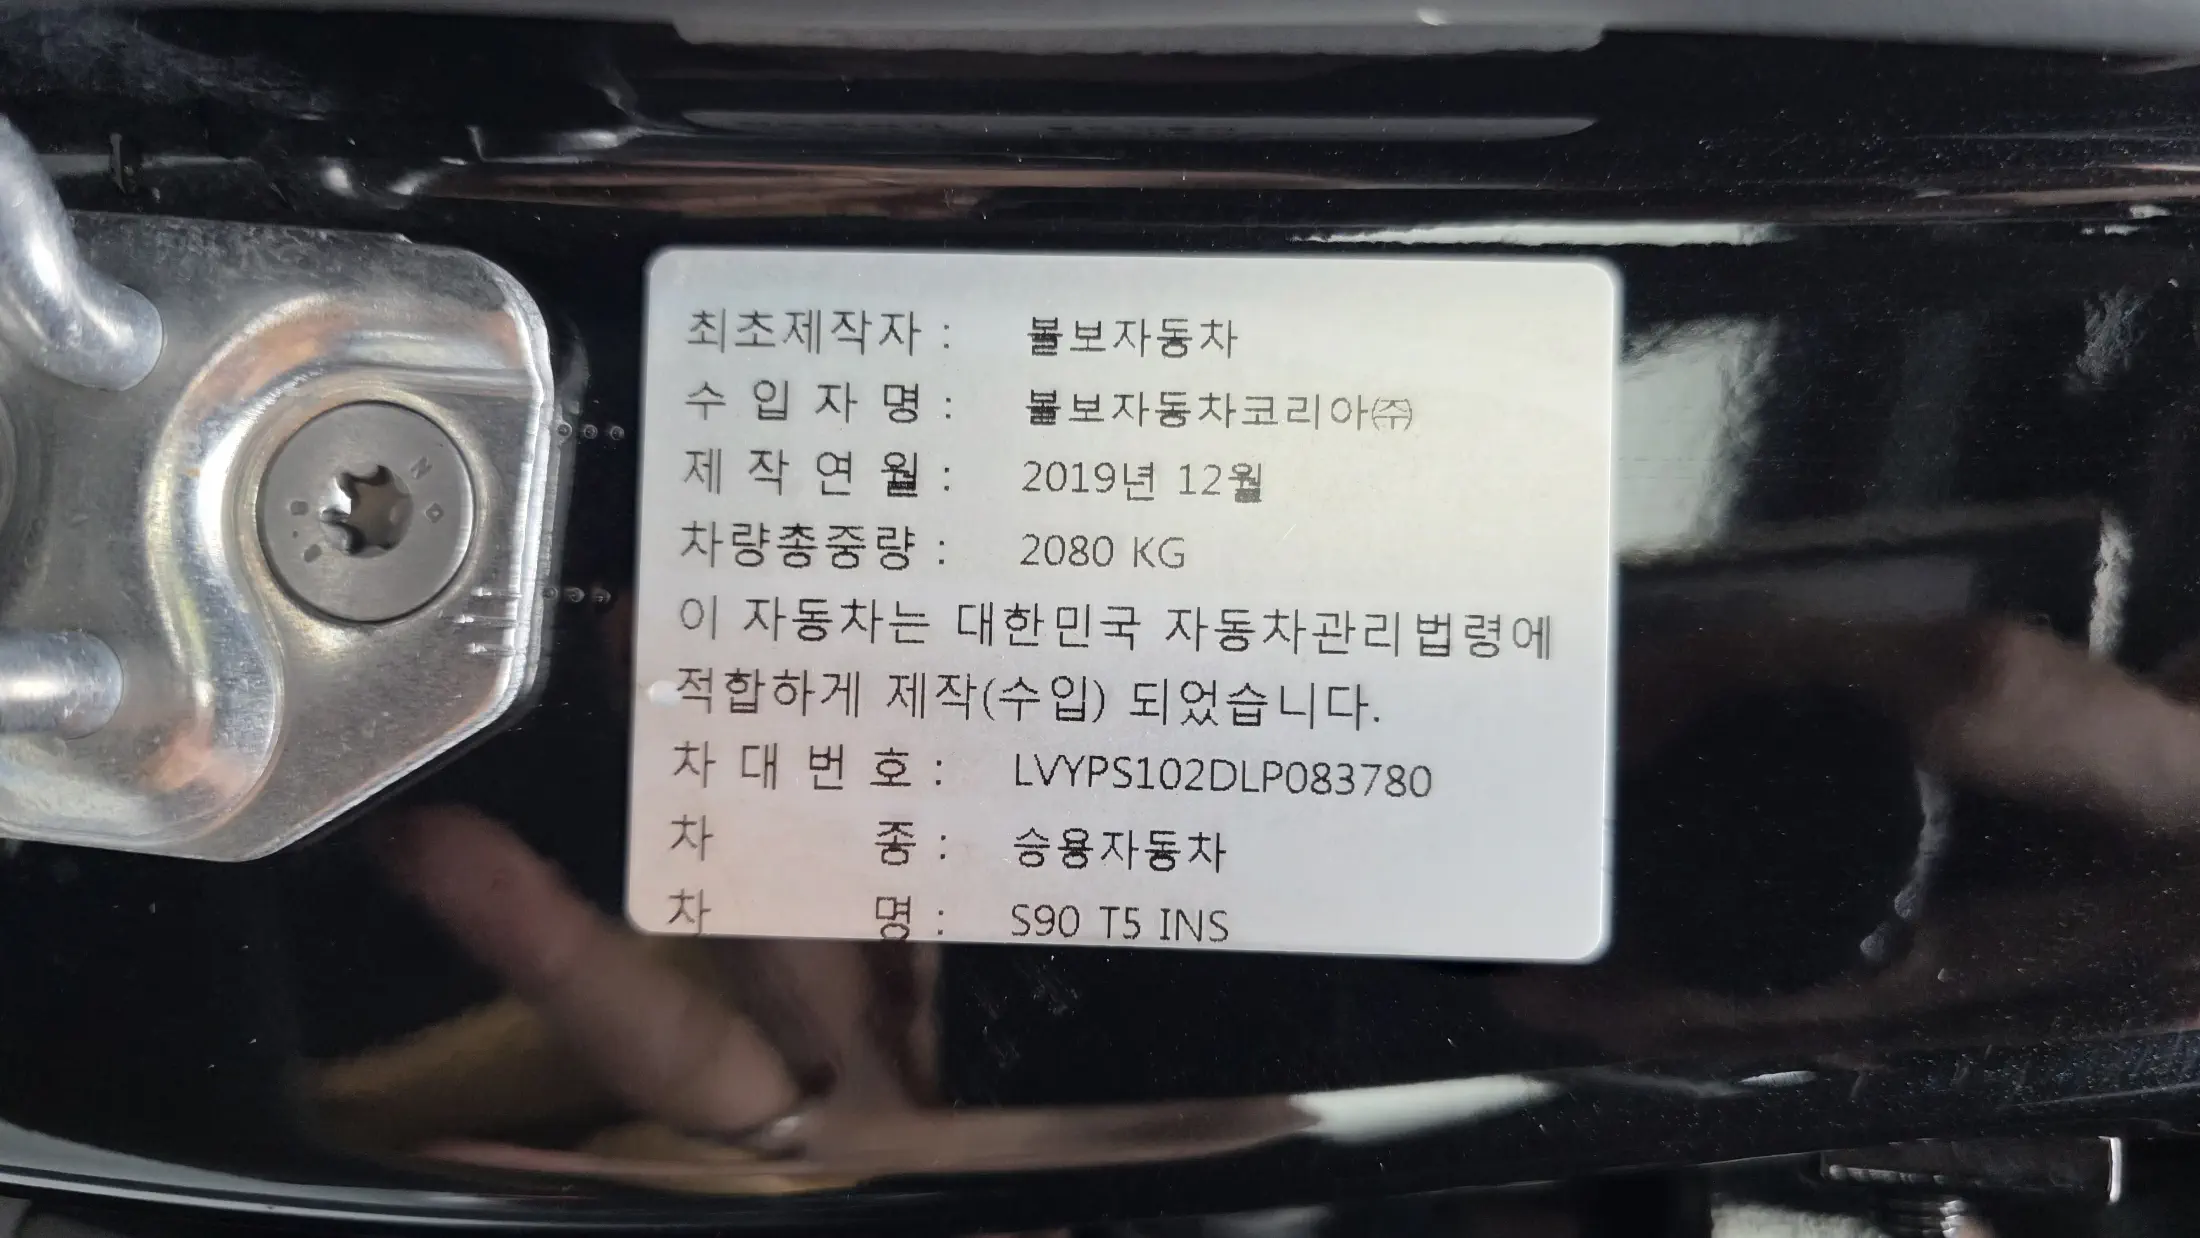 최초제작자 : 볼보자동차
수 입 자 명 : 볼보자동차코리아㈜
제 작 연 월 : 2019년 12월
차량총중량 : 2080 KG
이 자동차는 대한민국 자동차관리법령에
적합하게 제작(수입) 되었습니다.
차 대 번 호 : LVYPS102DLP083780
차 종 : 승용자동차
차 명 : S90 T5 INS